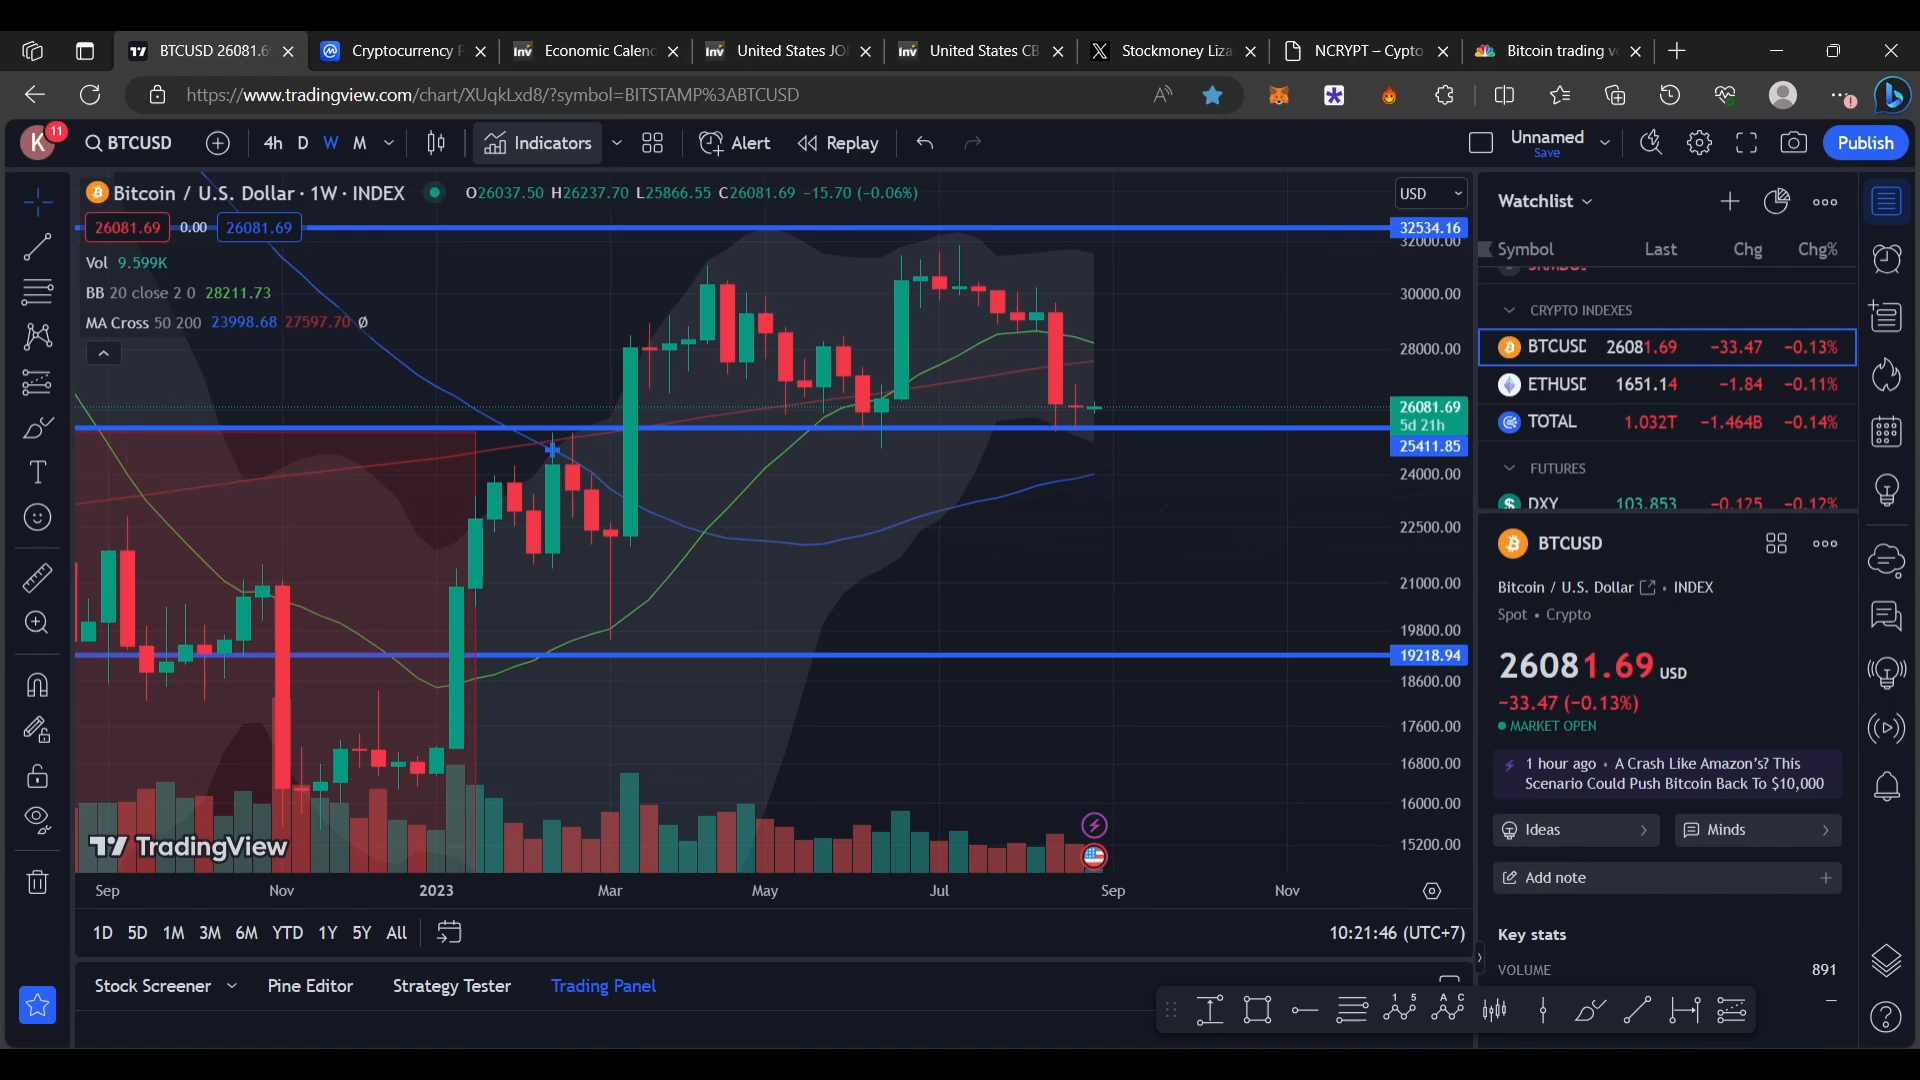 BTCUSD 26081.6
Cryptocurrency
Economic Calen
United States JO
United States CB
Stockmoney Liza
NCRYPT – Cypto
Bitcoin trading v
https://www.tradingview.com/chart/XUqkLxd8/?symbol=BITSTAMP%3ABTCUSD
K 11
BTCUSD
4h D W M
Indicators
Alert
Replay
Unnamed
Save
Publish
Bitcoin / U.S. Dollar · 1W · INDEX
O26037.50 H26237.70 L25866.55 C26081.69 −15.70 (−0.06%)
USD
26081.69 0.00 26081.69
Vol 9.599K
BB 20 close 2 0 28211.73
MA Cross 50 200 23998.68 27597.70 Ø
32534.16
32000.00
30000.00
28000.00
26081.69
5d 21h
25411.85
24000.00
22500.00
21000.00
19800.00
19218.94
18600.00
17600.00
16800.00
16000.00
15200.00
TradingView
Sep Nov 2023 Mar May Jul Sep Nov
1D 5D 1M 3M 6M YTD 1Y 5Y All
10:21:46 (UTC+7)
Stock Screener Pine Editor Strategy Tester Trading Panel
Watchlist
Symbol Last Chg Chg%
CRYPTO INDEXES
BTCUSD 26081.69 −33.47 −0.13%
ETHUSD 1651.14 −1.84 −0.11%
TOTAL 1.032T −1.464B −0.14%
FUTURES
DXY 103.853 −0.125 −0.12%
BTCUSD
Bitcoin / U.S. Dollar • INDEX
Spot • Crypto
26081.69 USD
−33.47 (−0.13%)
MARKET OPEN
1 hour ago • A Crash Like Amazon's? This
Scenario Could Push Bitcoin Back To $10,000
Ideas
Minds
Add note
Key stats
VOLUME 891